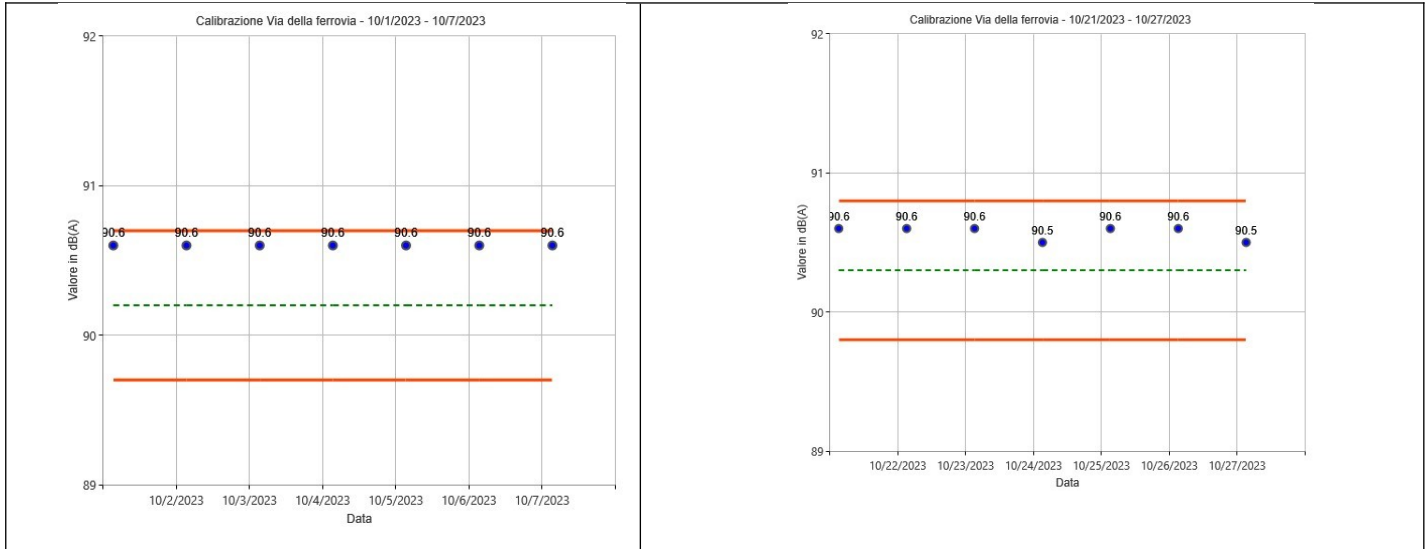 Calibrazione Via della ferrovia - 10/1/2023 - 10/7/2023
92
91
90
89
Valore in dB(A)
90.6 90.6 90.6 90.6 90.6 90.6 90.6
10/2/2023 10/3/2023 10/4/2023 10/5/2023 10/6/2023 10/7/2023
Data
Calibrazione Via della ferrovia - 10/21/2023 - 10/27/2023
92
91
90
89
Valore in dB(A)
90.6 90.6 90.6 90.5 90.6 90.6 90.5
10/22/2023 10/23/2023 10/24/2023 10/25/2023 10/26/2023 10/27/2023
Data